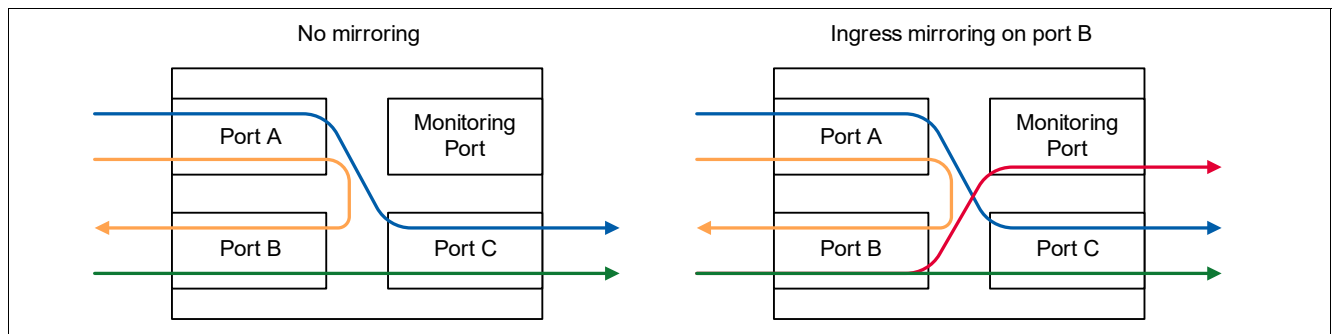 No mirroring
Port A
Monitoring
Port
Port B
Port C
Ingress mirroring on port B
Port A
Monitoring
Port
Port B
Port C